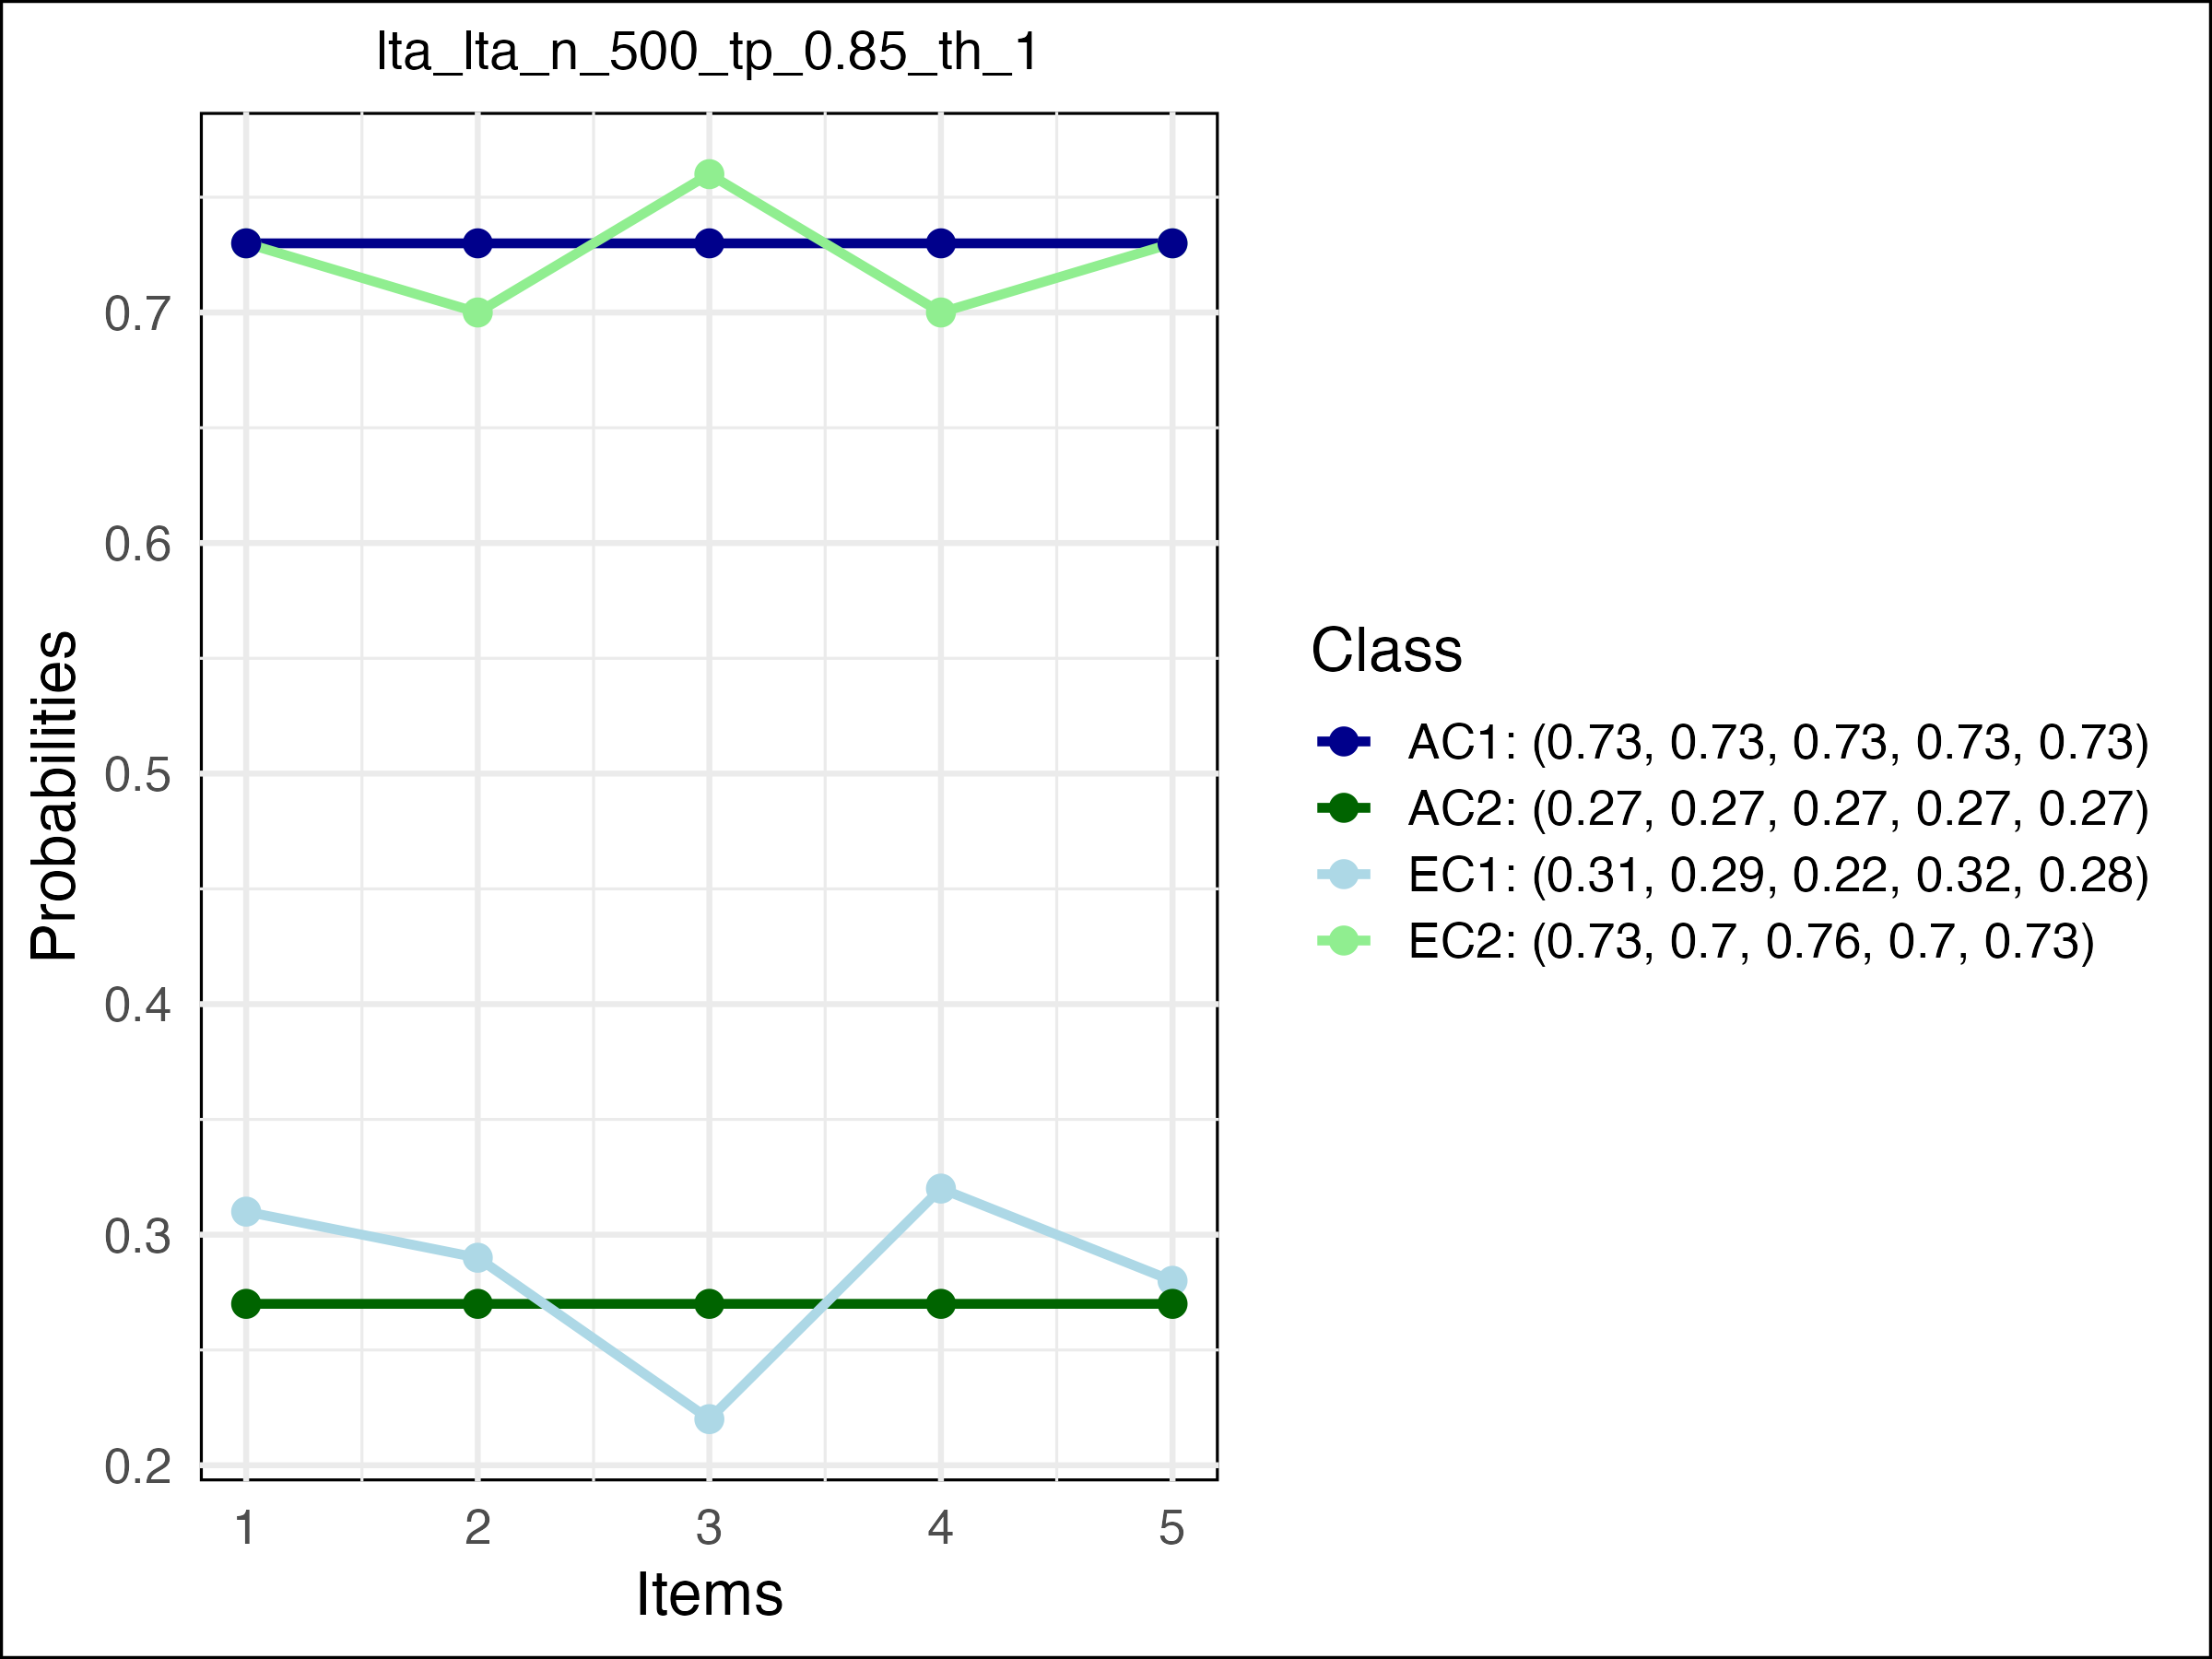 lta_lta_n_500_tp_0.85_th_1
Probabilities
0.7
0.6
0.5
0.4
0.3
0.2
1 2 3 4 5
Items
Class
AC1: (0.73, 0.73, 0.73, 0.73, 0.73)
AC2: (0.27, 0.27, 0.27, 0.27, 0.27)
EC1: (0.31, 0.29, 0.22, 0.32, 0.28)
EC2: (0.73, 0.7, 0.76, 0.7, 0.73)